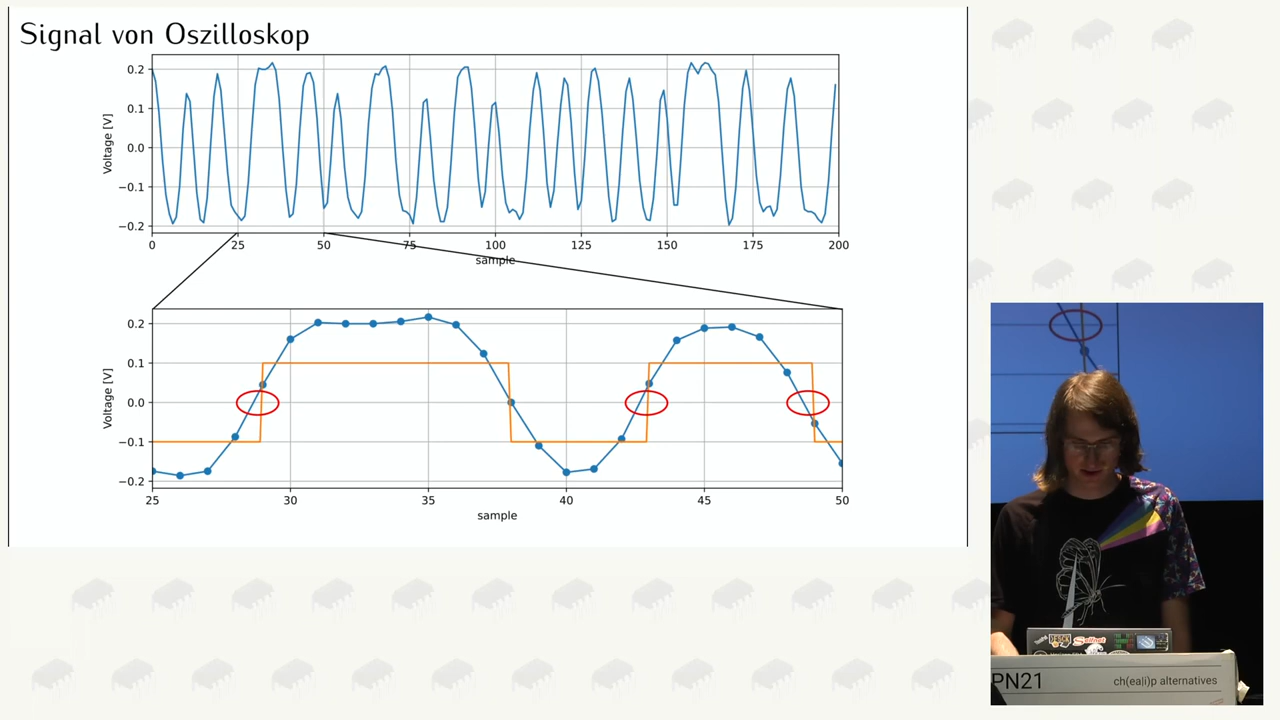 Signal von Oszilloskop
0.2
0.1
0.0
−0.1
−0.2
Voltage [V]
0 25 50 75 100 125 150 175 200
sample
0.2
0.1
0.0
−0.1
−0.2
Voltage [V]
25 30 35 40 45 50
sample
PN21
ch(ea|i)p alternatives